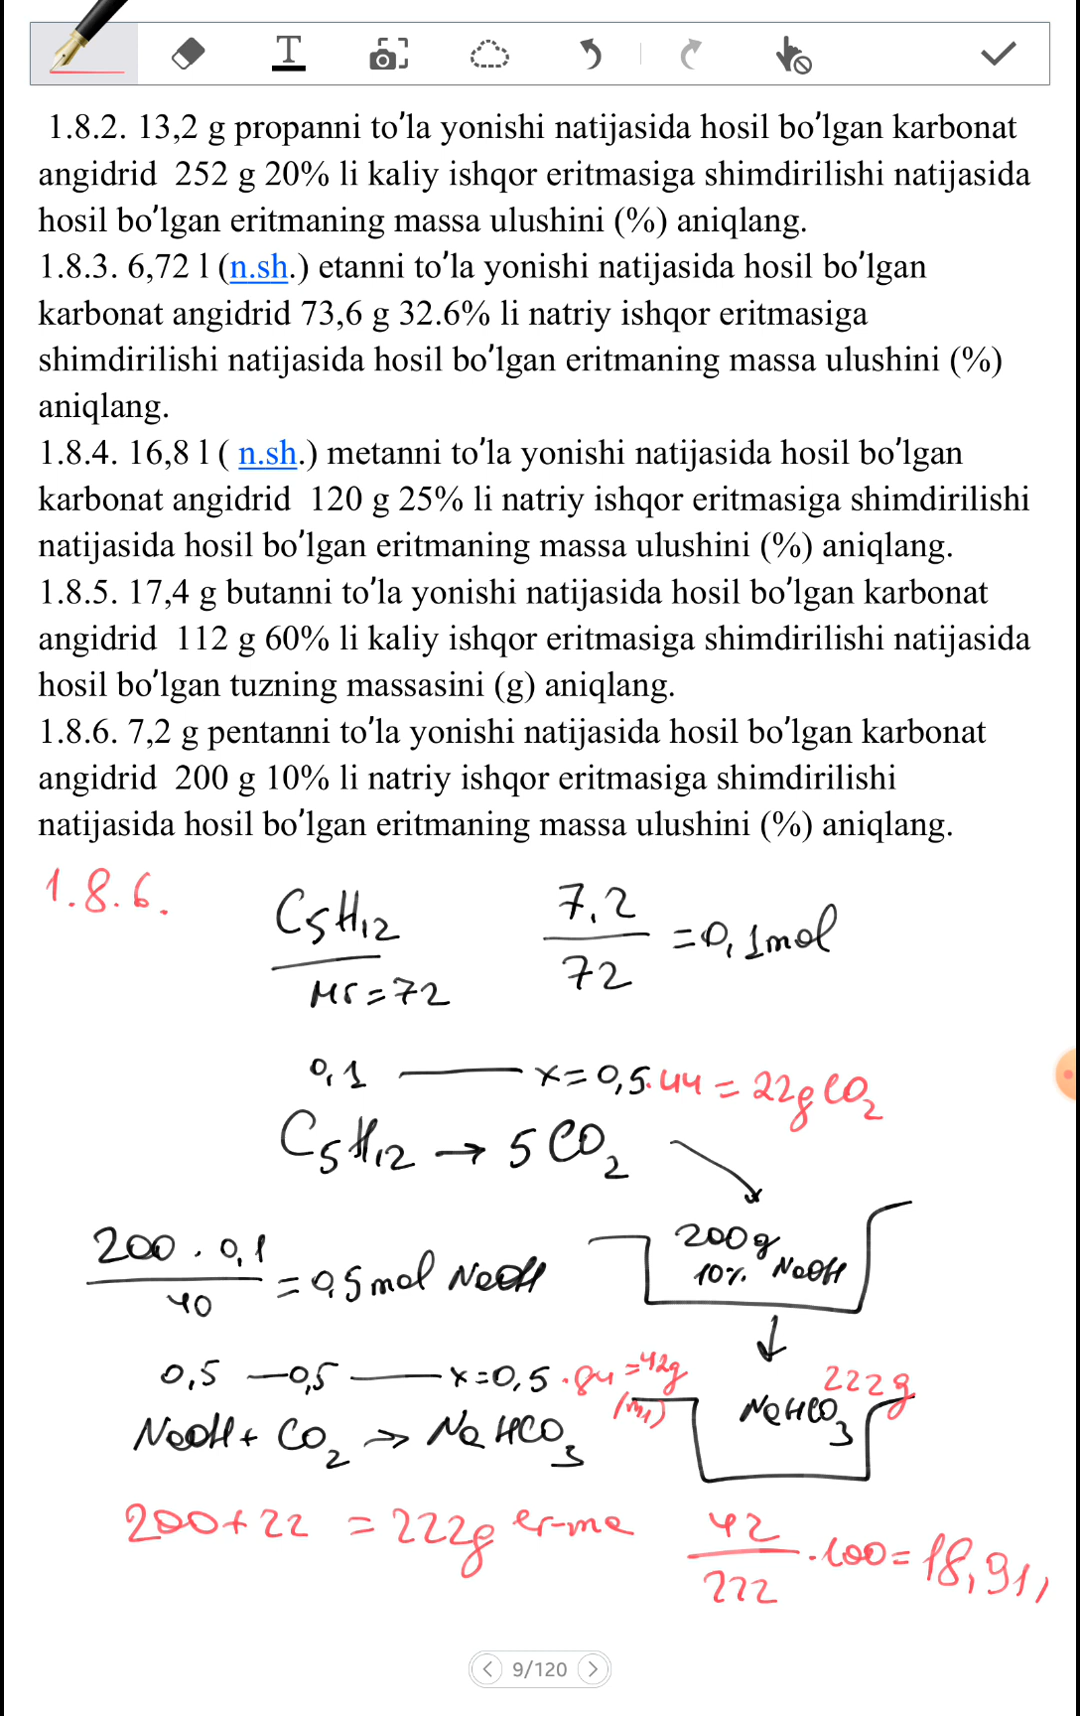 T
1.8.2. 13,2 g propanni to'la yonishi natijasida hosil bo'lgan karbonat
angidrid 252 g 20% li kaliy ishqor eritmasiga shimdirilishi natijasida
hosil bo'lgan eritmaning massa ulushini (%) aniqlang.
1.8.3. 6,72 l (n.sh.) etanni to'la yonishi natijasida hosil bo'lgan
karbonat angidrid 73,6 g 32.6% li natriy ishqor eritmasiga
shimdirilishi natijasida hosil bo'lgan eritmaning massa ulushini (%)
aniqlang.
1.8.4. 16,8 l ( n.sh.) metanni to'la yonishi natijasida hosil bo'lgan
karbonat angidrid 120 g 25% li natriy ishqor eritmasiga shimdirilishi
natijasida hosil bo'lgan eritmaning massa ulushini (%) aniqlang.
1.8.5. 17,4 g butanni to'la yonishi natijasida hosil bo'lgan karbonat
angidrid 112 g 60% li kaliy ishqor eritmasiga shimdirilishi natijasida
hosil bo'lgan tuzning massasini (g) aniqlang.
1.8.6. 7,2 g pentanni to'la yonishi natijasida hosil bo'lgan karbonat
angidrid 200 g 10% li natriy ishqor eritmasiga shimdirilishi
natijasida hosil bo'lgan eritmaning massa ulushini (%) aniqlang.
1.8.6.
C5H12
Mr=72
7.2
72
=0,1mol
0,1 — x=0,5·44=22g CO2
C5H12 → 5CO2
200g
10% NaOH
200 · 0,1
40
=0,5mol NaOH
0,5 —0,5 — x=0,5·84=42g
(m1)
222g
NaHCO3
NaOH + CO2 → NaHCO3
200+22 =222g er-ma
42
222
·100=18,91,
9/120